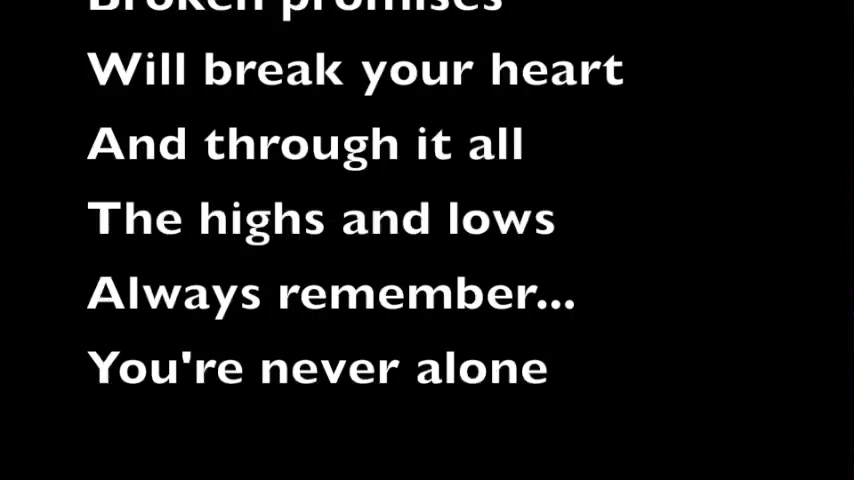 Broken promises
Will break your heart
And through it all
The highs and lows
Always remember...
You're never alone